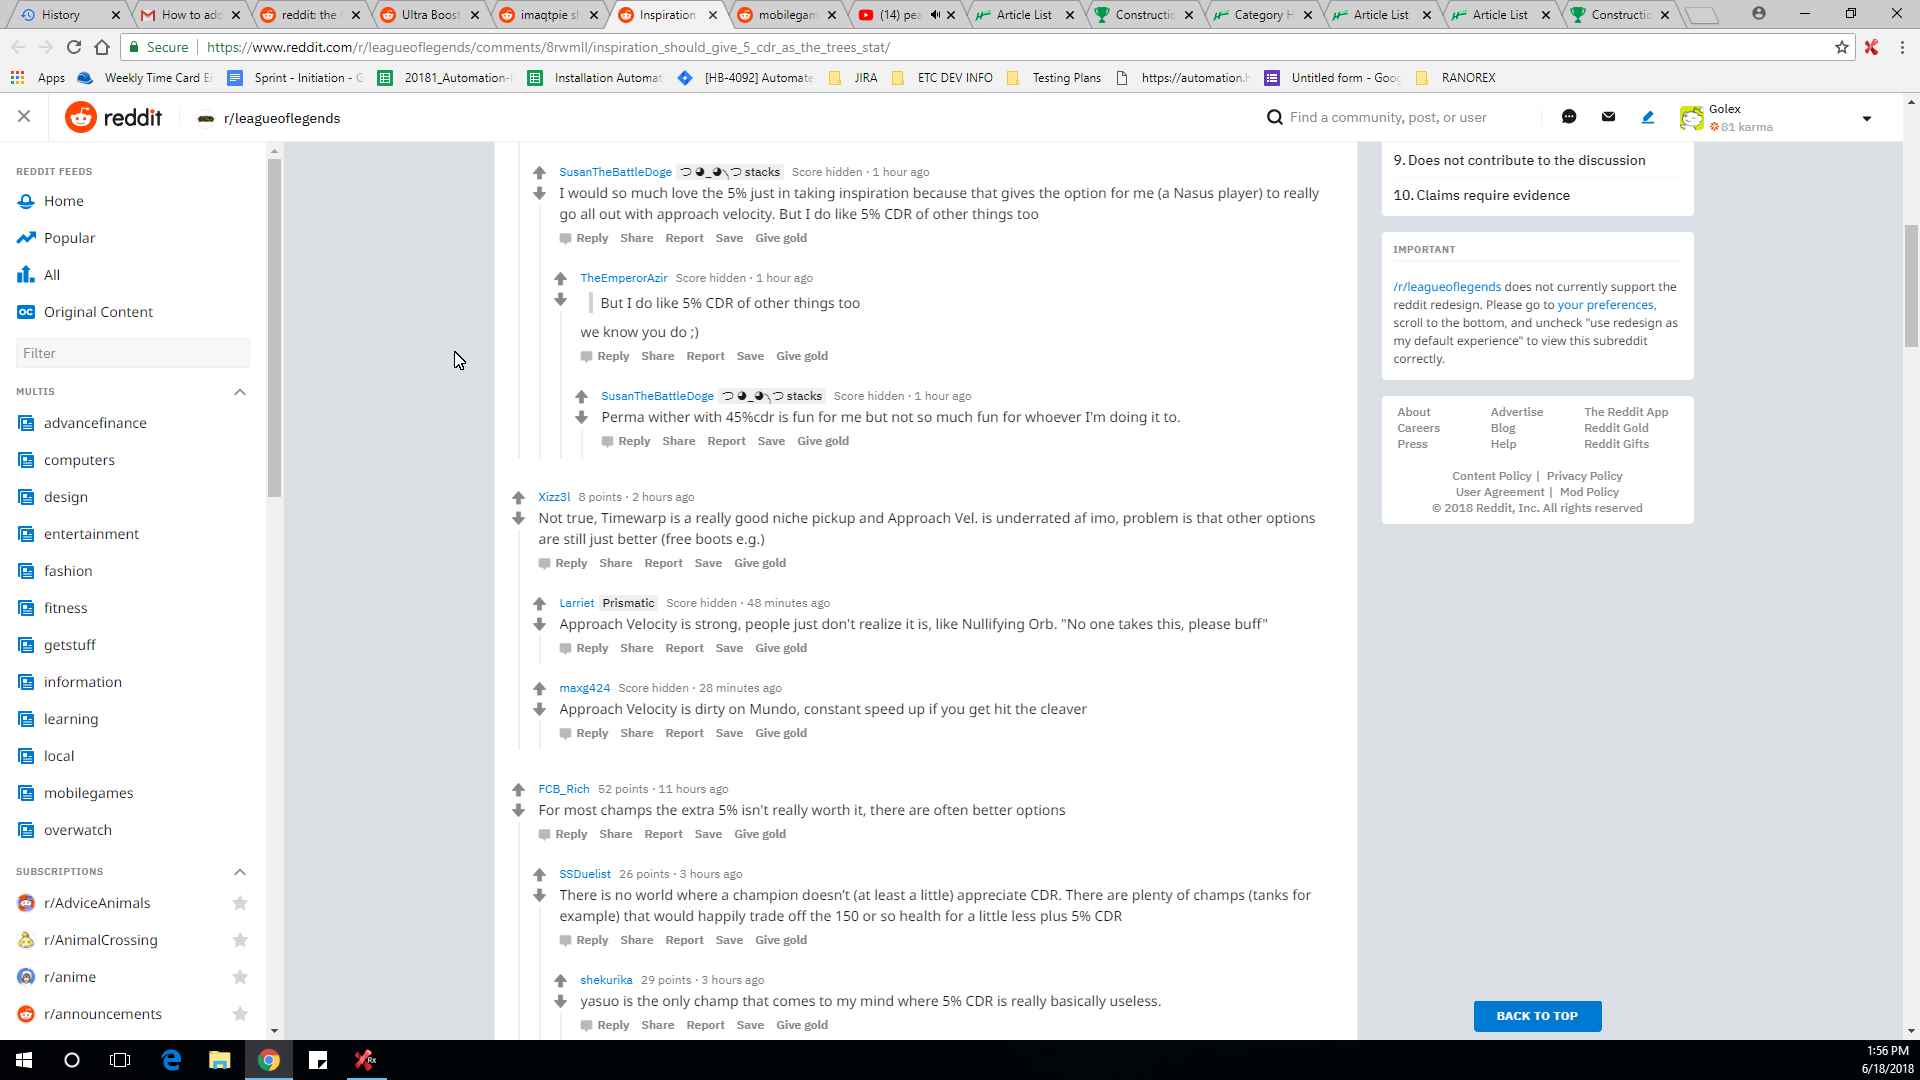 History
How to add
reddit: the
Ultra Boost
imaqtpie s
Inspiration
mobilegam
(14) pea
Article List
Constructio
Category H
Article List
Article List
Constructio
Secure
https://www.reddit.com/r/leagueoflegends/comments/8rwmll/inspiration_should_give_5_cdr_as_the_trees_stat/
Apps
Weekly Time Card E
Sprint - Initiation - G
20181_Automation-
Installation Automat
[HB-4092] Automate
JIRA
ETC DEV INFO
Testing Plans
https://automation.h
Untitled form - Goog
RANOREX
reddit
r/leagueoflegends
Find a community, post, or user
Golex
81 karma
REDDIT FEEDS
Home
Popular
All
OC Original Content
Filter
MULTIS
advancefinance
computers
design
entertainment
fashion
fitness
getstuff
information
learning
local
mobilegames
overwatch
SUBSCRIPTIONS
r/AdviceAnimals
r/AnimalCrossing
r/anime
r/announcements
SusanTheBattleDoge つ ◕_◕ つ stacks Score hidden · 1 hour ago
I would so much love the 5% just in taking inspiration because that gives the option for me (a Nasus player) to really
go all out with approach velocity. But I do like 5% CDR of other things too
Reply Share Report Save Give gold
TheEmperorAzir Score hidden · 1 hour ago
But I do like 5% CDR of other things too
we know you do ;)
Reply Share Report Save Give gold
SusanTheBattleDoge つ ◕_◕ つ stacks Score hidden · 1 hour ago
Perma wither with 45%cdr is fun for me but not so much fun for whoever I'm doing it to.
Reply Share Report Save Give gold
Xizz3l 8 points · 2 hours ago
Not true, Timewarp is a really good niche pickup and Approach Vel. is underrated af imo, problem is that other options
are still just better (free boots e.g.)
Reply Share Report Save Give gold
Larriet Prismatic Score hidden · 48 minutes ago
Approach Velocity is strong, people just don't realize it is, like Nullifying Orb. "No one takes this, please buff"
Reply Share Report Save Give gold
maxg424 Score hidden · 28 minutes ago
Approach Velocity is dirty on Mundo, constant speed up if you get hit the cleaver
Reply Share Report Save Give gold
FCB_Rich 52 points · 11 hours ago
For most champs the extra 5% isn't really worth it, there are often better options
Reply Share Report Save Give gold
SSDuelist 26 points · 3 hours ago
There is no world where a champion doesn't (at least a little) appreciate CDR. There are plenty of champs (tanks for
example) that would happily trade off the 150 or so health for a little less plus 5% CDR
Reply Share Report Save Give gold
shekurika 29 points · 3 hours ago
yasuo is the only champ that comes to my mind where 5% CDR is really basically useless.
Reply Share Report Save Give gold
9. Does not contribute to the discussion
10. Claims require evidence
IMPORTANT
/r/leagueoflegends does not currently support the
reddit redesign. Please go to your preferences,
scroll to the bottom, and uncheck "use redesign as
my default experience" to view this subreddit
correctly.
About Advertise The Reddit App
Careers Blog Reddit Gold
Press Help Reddit Gifts
Content Policy | Privacy Policy
User Agreement | Mod Policy
© 2018 Reddit, Inc. All rights reserved
BACK TO TOP
1:56 PM
6/18/2018